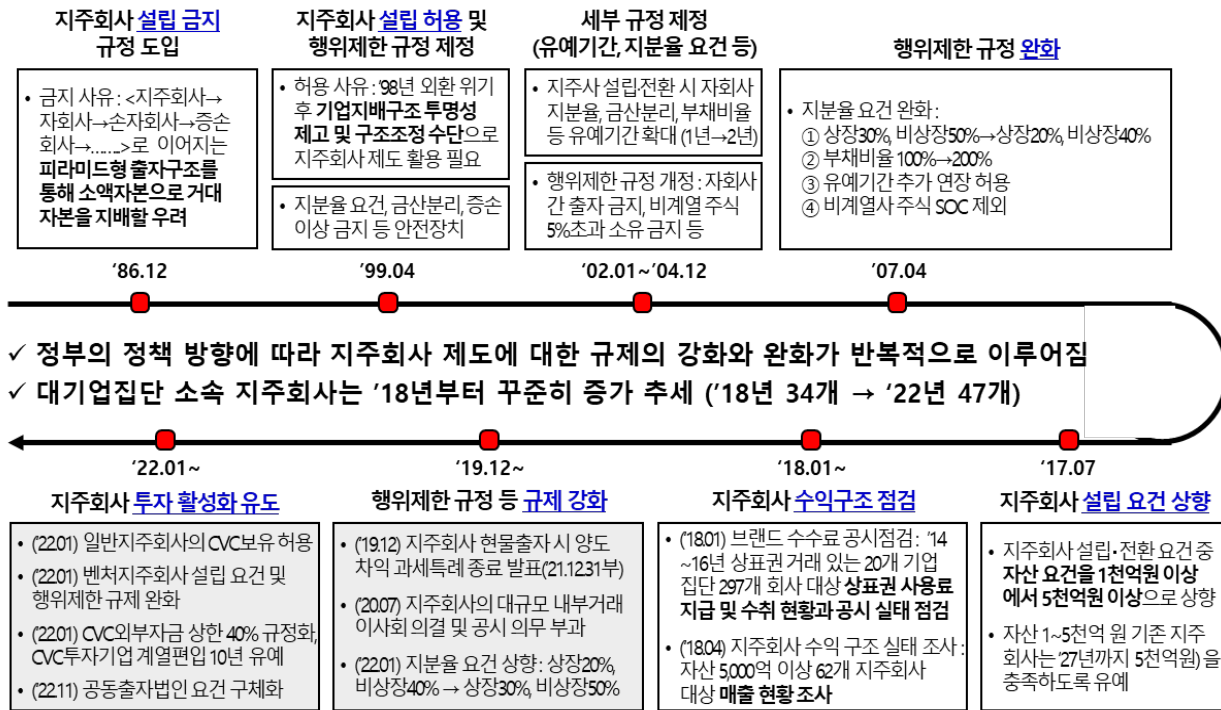 지주회사 설립 금지
규정 도입
• 금지 사유 : <지주회사→
자회사→손자회사→증손
회사→…….>로 이어지는
피라미드형 출자구조를
통해 소액자본으로 거대
자본을 지배할 우려
'86.12
지주회사 설립 허용 및
행위제한 규정 제정
• 허용 사유 : '98년 외환 위기
후 기업지배구조 투명성
제고 및 구조조정 수단으로
지주회사 제도 활용 필요
• 지분율 요건, 금산분리, 증손
이상 금지 등 안전장치
'99.04
세부 규정 제정
(유예기간, 지분율 요건 등)
• 지주사 설립·전환 시 자회사
지분율, 금산분리, 부채비율
등 유예기간 확대 (1년→2년)
• 행위제한 규정 개정 : 자회사
간 출자 금지, 비계열 주식
5%초과 소유 금지 등
'02.01~'04.12
행위제한 규정 완화
• 지분율 요건 완화 :
① 상장30%, 비상장50%→상장20%, 비상장40%
② 부채비율 100%→200%
③ 유예기간 추가 연장 허용
④ 비계열사 주식 SOC 제외
'07.04
✓ 정부의 정책 방향에 따라 지주회사 제도에 대한 규제의 강화와 완화가 반복적으로 이루어짐
✓ 대기업집단 소속 지주회사는 '18년부터 꾸준히 증가 추세 ('18년 34개 → '22년 47개)
'22.01~
지주회사 투자 활성화 유도
• ('22.01) 일반지주회사의 CVC보유 허용
• ('22.01) 벤처지주회사 설립 요건 및
행위제한 규제 완화
• ('22.01) CVC외부자금 상한 40% 규정화,
CVC투자기업 계열편입 10년 유예
• ('22.11) 공동출자법인 요건 구체화
'19.12~
행위제한 규정 등 규제 강화
• ('19.12) 지주회사 현물출자 시 양도
차익 과세특례 종료 발표('21.12.31부)
• ('20.07) 지주회사의 대규모 내부거래
이사회 의결 및 공시 의무 부과
• ('22.01) 지분율 요건 상향 : 상장20%,
비상장40% → 상장30%, 비상장50%
'18.01~
지주회사 수익구조 점검
• ('18.01) 브랜드 수수료 공시점검 : '14
~16년 상표권 거래 있는 20개 기업
집단 297개 회사 대상 상표권 사용료
지급 및 수취 현황과 공시 실태 점검
• ('18.04) 지주회사 수익 구조 실태 조사 :
자산 5,000억 이상 62개 지주회사
대상 매출 현황 조사
'17.07
지주회사 설립 요건 상향
• 지주회사 설립·전환 요건 중
자산 요건을 1천억원 이상
에서 5천억원 이상으로 상향
• 자산 1~5천억 원 기존 지주
회사는 '27년까지 5천억원) 을
충족하도록 유예